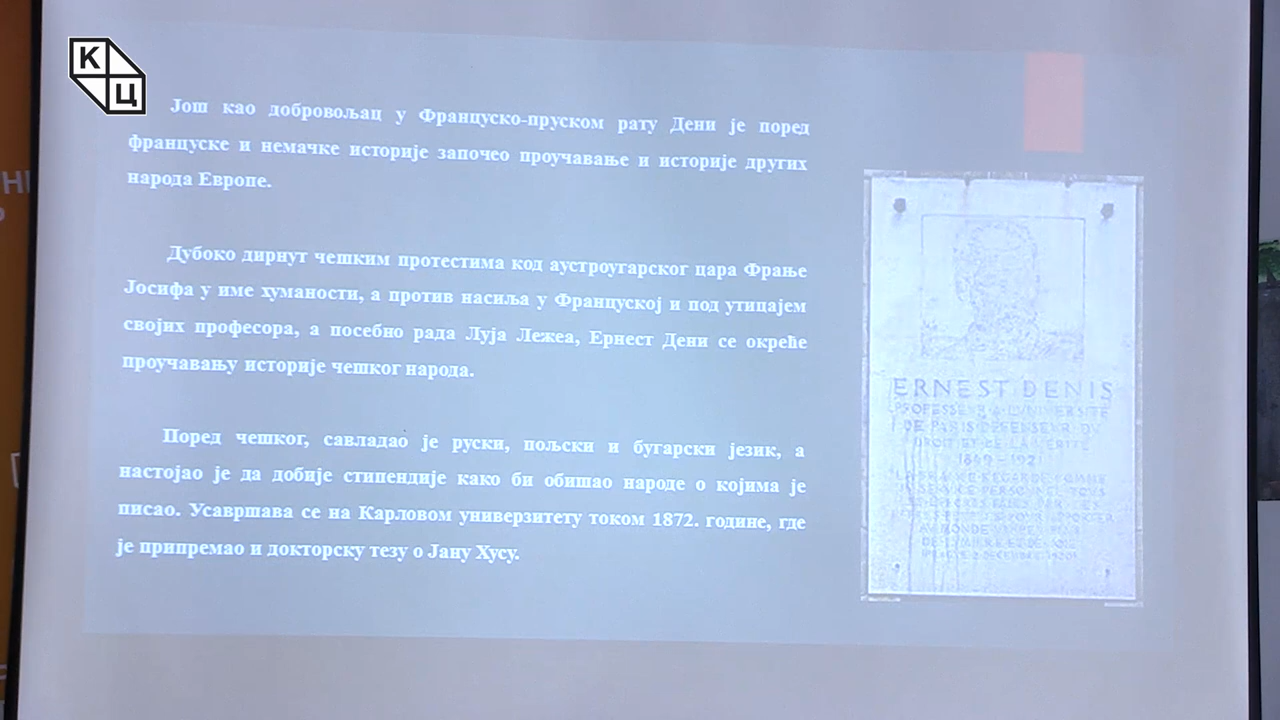 К
Ц
Још као добровољац у Француско-пруском рату Дени је поред
француске и немачке историје започео проучавање и историје других
народа Европе.
Дубоко дирнут чешким протестима код аустроугарског цара Фрање
Јосифа у име хуманости, а против насиља у Француској и под утицајем
својих професора, а посебно рада Луја Лежеа, Ернест Дени се окреће
проучавању историје чешког народа.
Поред чешког, савладао је руски, пољски и бугарски језик, а
настојао је да добије стипендије како би обишао народе о којима је
писао. Усавршава се на Карловом универзитету током 1872. године, где
је припремао и докторску тезу о Јану Хусу.
ERNEST DENIS
PROFESSEUR A L'UNIVERSITÉ
DE PARIS DEFENSEUR DU
DROIT ET DE LA VERITE
1849 - 1921